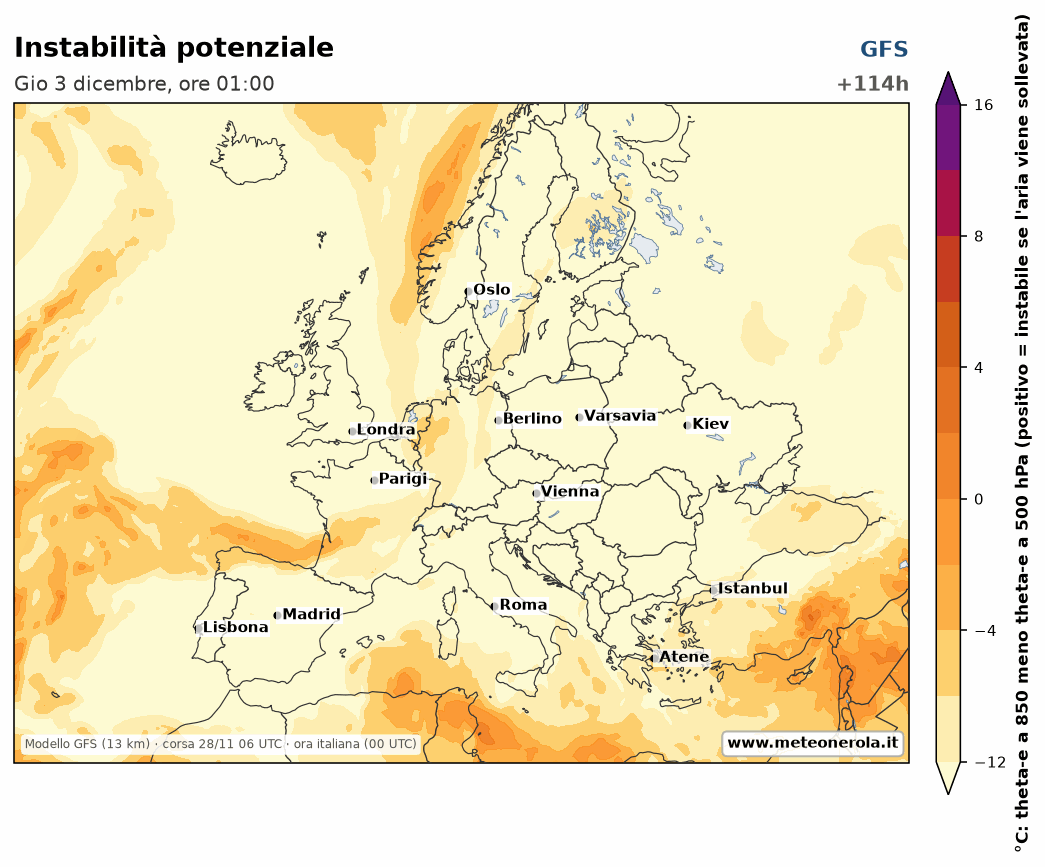 Instabilità potenziale
GFS
Gio 3 dicembre, ore 01:00
+114h
Oslo
Londra
Berlino
Varsavia
Kiev
Parigi
Vienna
Istanbul
Roma
Madrid
Lisbona
Atene
Modello GFS (13 km) · corsa 28/11 06 UTC · ora italiana (00 UTC)
www.meteonerola.it
16
8
4
0
−4
−12
°C: theta-e a 850 meno theta-e a 500 hPa (positivo = instabile se l'aria viene sollevata)